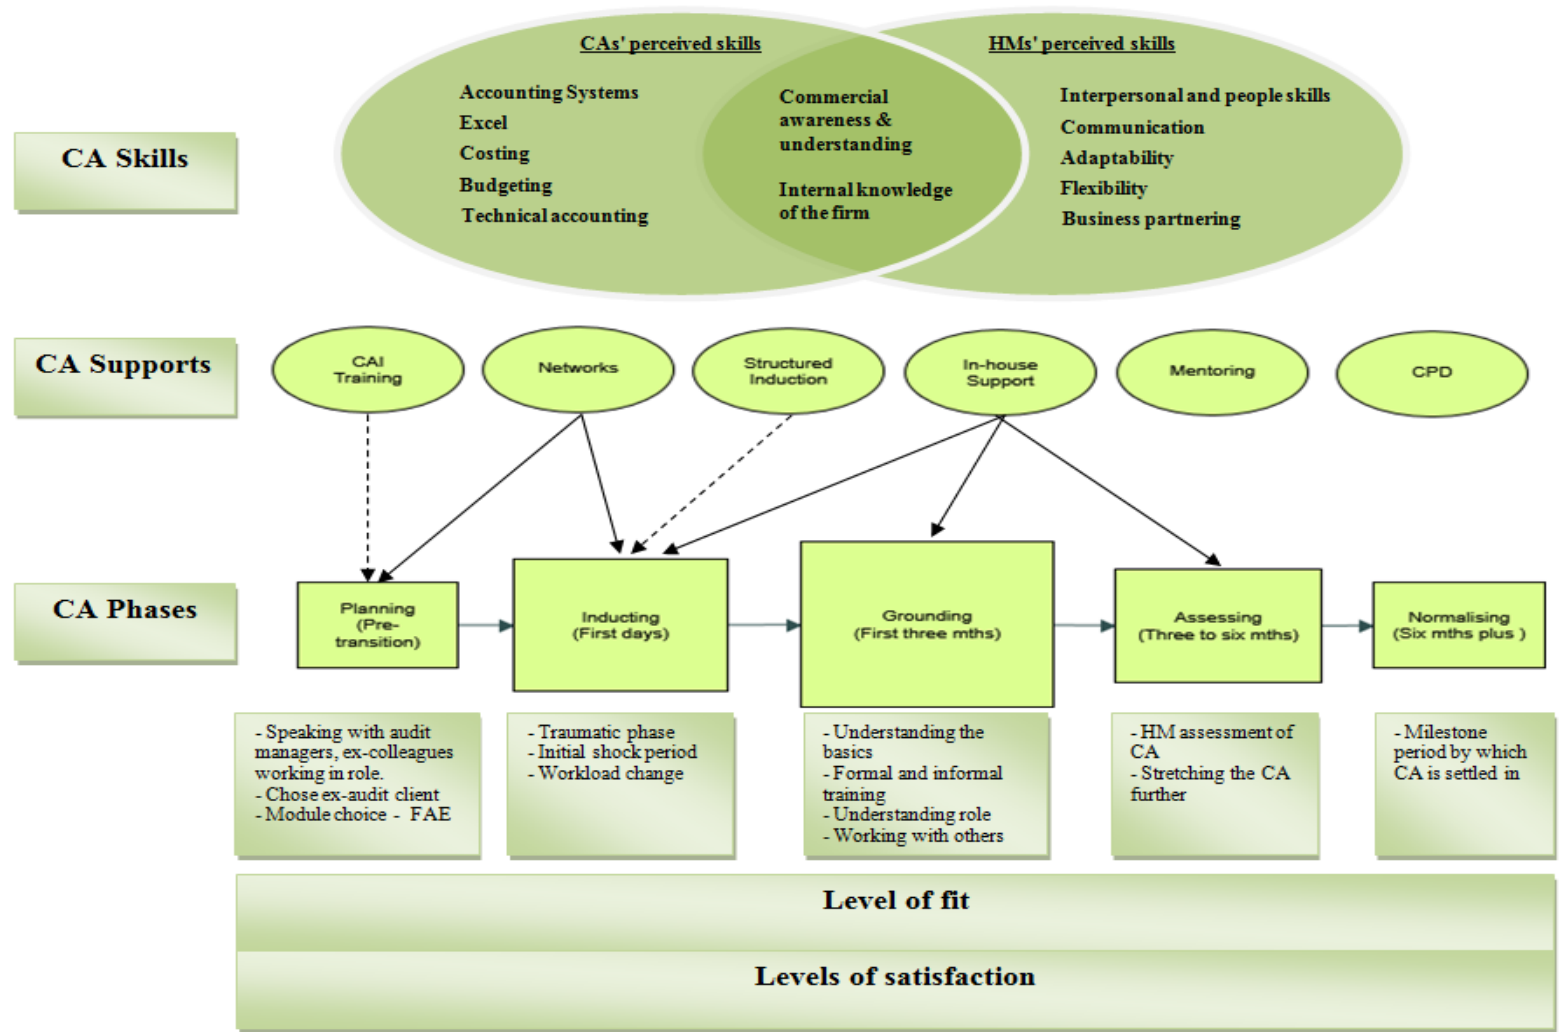 CAs' perceived skills
HMs' perceived skills
Accounting Systems
Excel
Costing
Budgeting
Technical accounting
Commercial
awareness &
understanding
Internal knowledge
of the firm
Interpersonal and people skills
Communication
Adaptability
Flexibility
Business partnering
CA Skills
CA Supports
CAI
Training
Networks
Structured
Induction
In-house
Support
Mentoring
CPD
CA Phases
Planning
(Pre-
transition)
Inducting
(First days)
Grounding
(First three mths)
Assessing
(Three to six mths)
Normalising
(Six mths plus )
- Speaking with audit
managers, ex-colleagues
working in role.
- Chose ex-audit client
- Module choice - FAE
- Traumatic phase
- Initial shock period
- Workload change
- Understanding the
basics
- Formal and informal
training
- Understanding role
- Working with others
- HM assessment of
CA
- Stretching the CA
further
- Milestone
period by which
CA is settled in
Level of fit
Levels of satisfaction